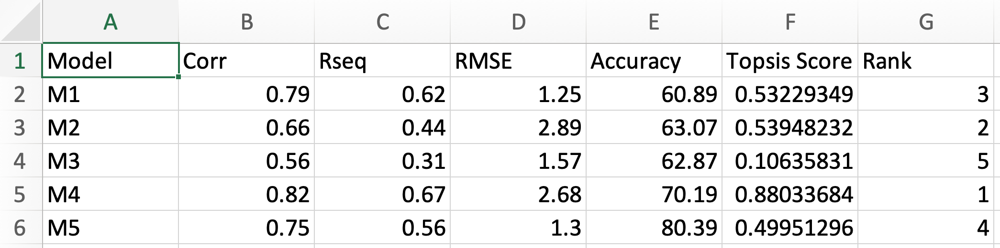 A B C D E F G
1 Model Corr Rseq RMSE Accuracy Topsis Score Rank
2 M1 0.79 0.62 1.25 60.89 0.53229349 3
3 M2 0.66 0.44 2.89 63.07 0.53948232 2
4 M3 0.56 0.31 1.57 62.87 0.10635831 5
5 M4 0.82 0.67 2.68 70.19 0.88033684 1
6 M5 0.75 0.56 1.3 80.39 0.49951296 4